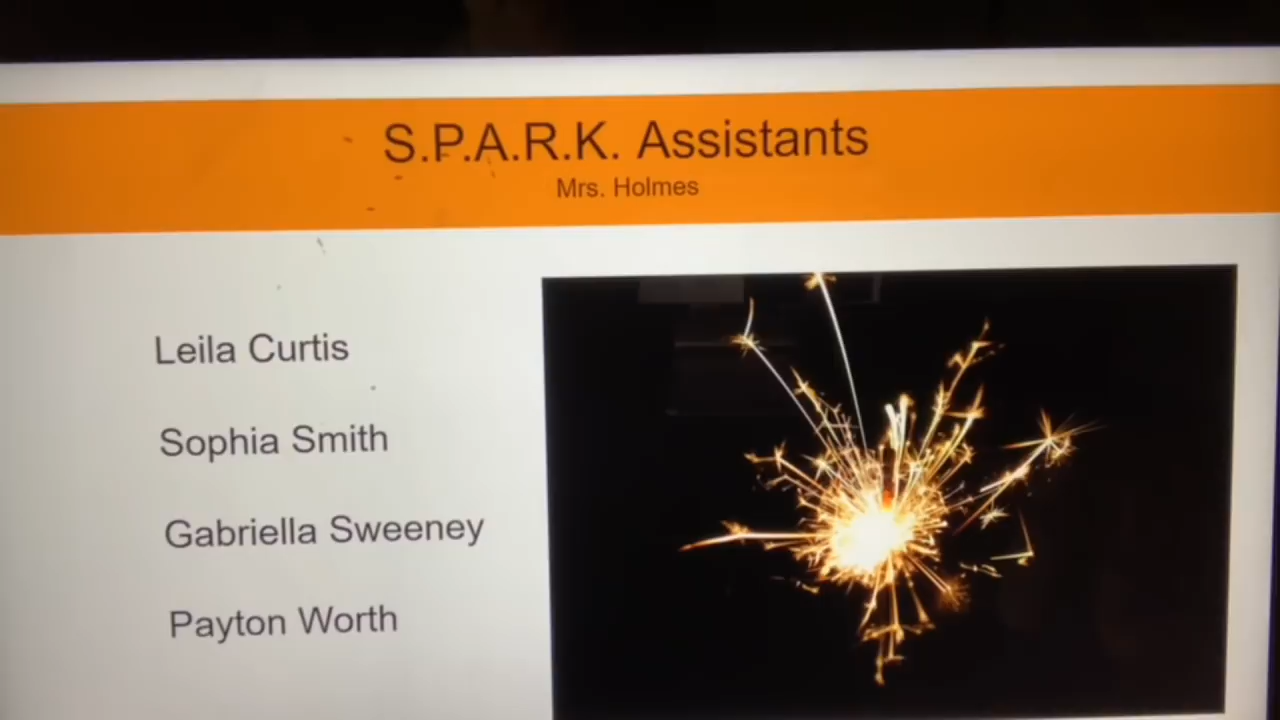 S.P.A.R.K. Assistants
Mrs. Holmes
Leila Curtis
Sophia Smith
Gabriella Sweeney
Payton Worth